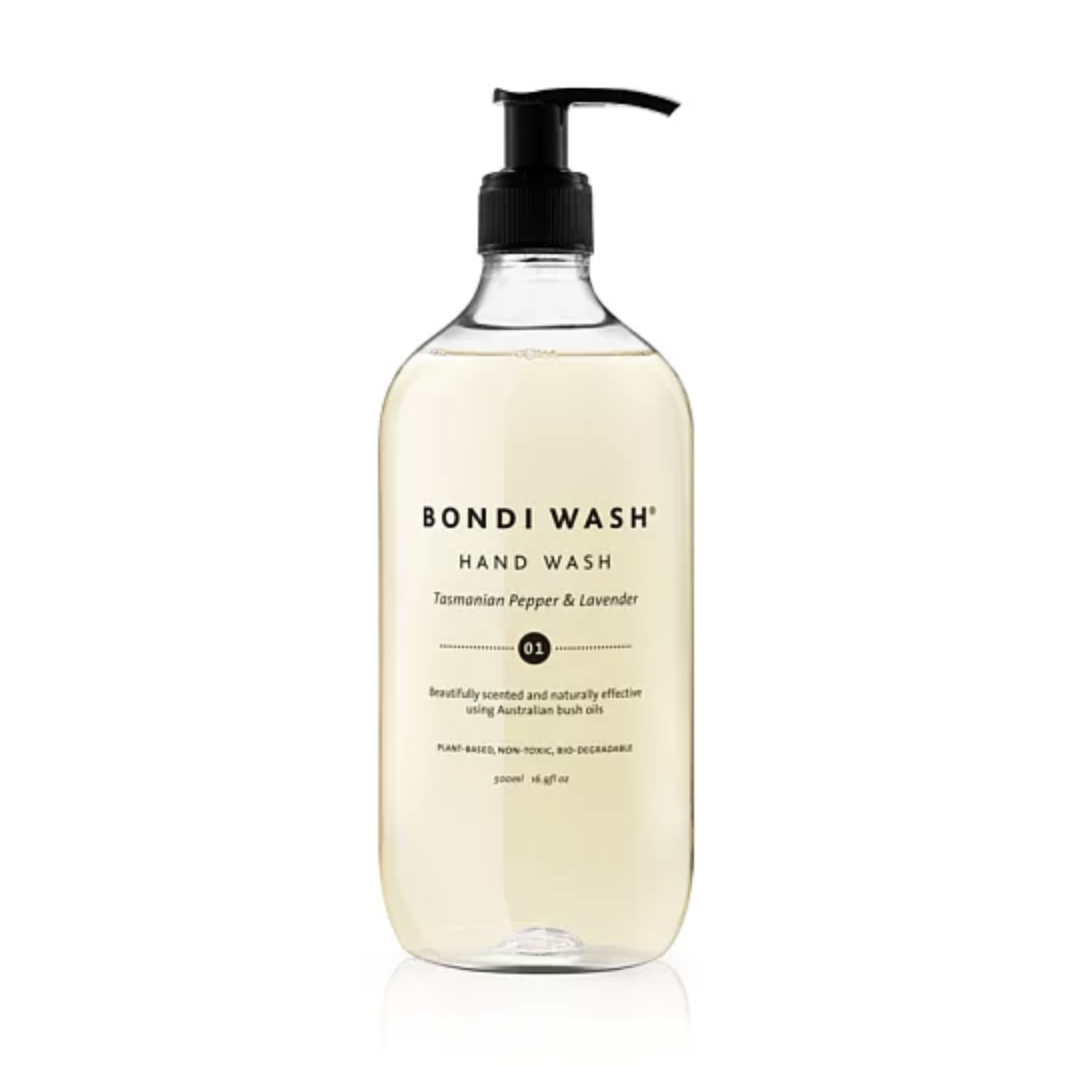 BONDI WASH®
HAND WASH
Tasmanian Pepper & Lavender
01
Beautifully scented and naturally effective
using Australian bush oils
PLANT-BASED, NON-TOXIC, BIO-DEGRADABLE
500ml 16.9fl oz